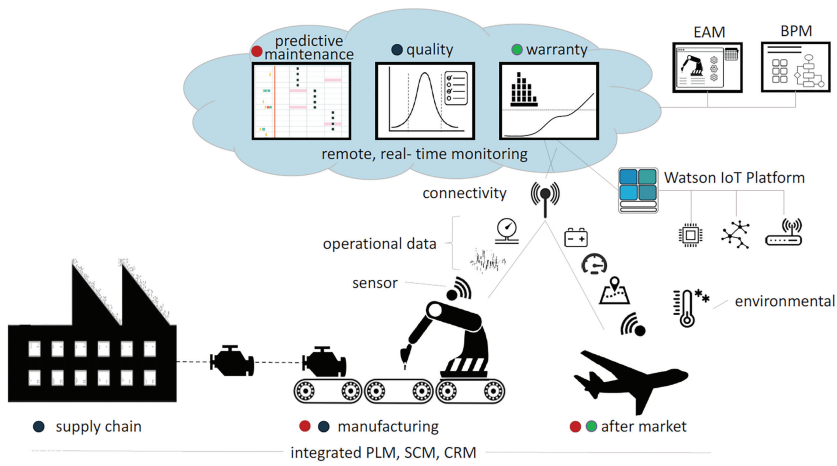 predictive
maintenance
quality
warranty
EAM
BPM
remote, real- time monitoring
connectivity
Watson IoT Platform
operational data
sensor
environmental
supply chain
manufacturing
after market
integrated PLM, SCM, CRM